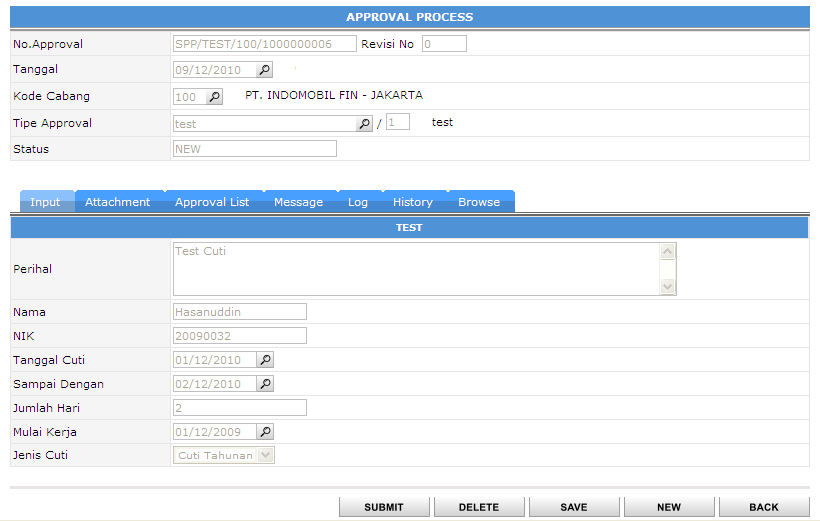 APPROVAL PROCESS
No.Approval SPP/TEST/100/1000000006 Revisi No 0
Tanggal 09/12/2010
Kode Cabang 100 PT. INDOMOBIL FIN - JAKARTA
Tipe Approval test / 1 test
Status NEW
Input Attachment Approval List Message Log History Browse
TEST
Perihal Test Cuti
Nama Hasanuddin
NIK 20090032
Tanggal Cuti 01/12/2010
Sampai Dengan 02/12/2010
Jumlah Hari 2
Mulai Kerja 01/12/2009
Jenis Cuti Cuti Tahunan
SUBMIT DELETE SAVE NEW BACK